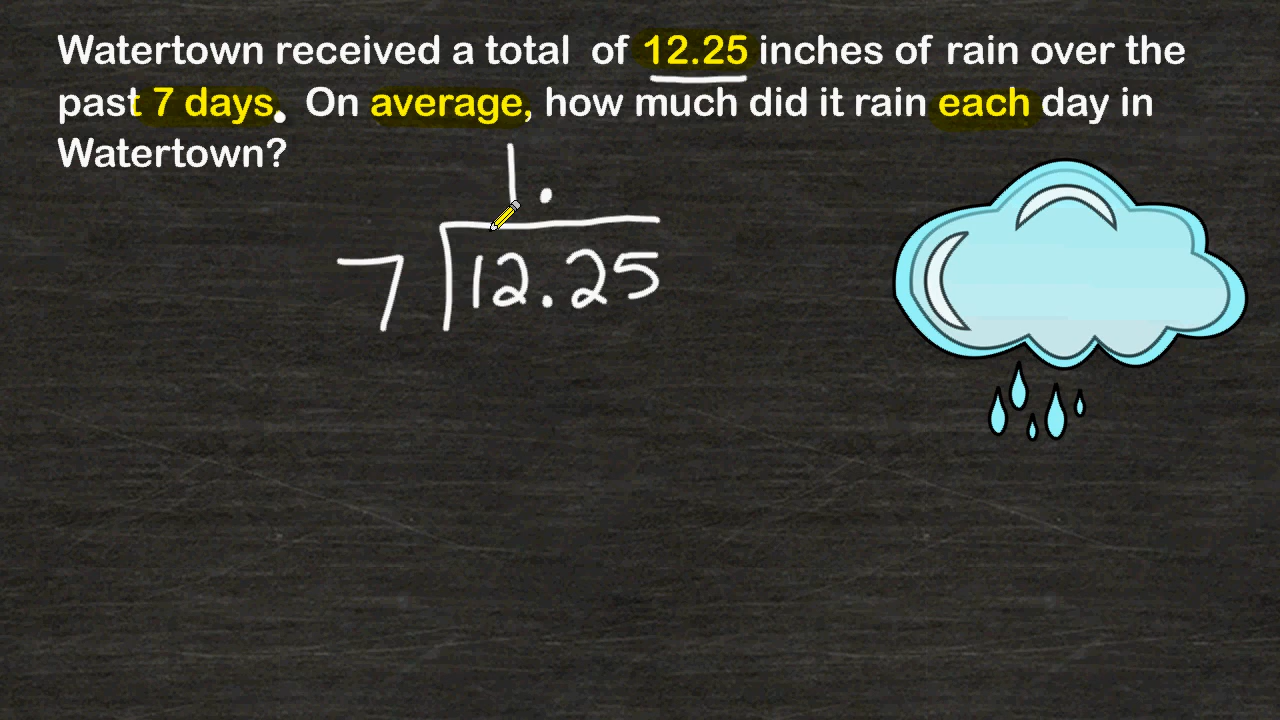 Watertown received a total of 12.25 inches of rain over the
past 7 days. On average, how much did it rain each day in
Watertown?
1.
7 12.25